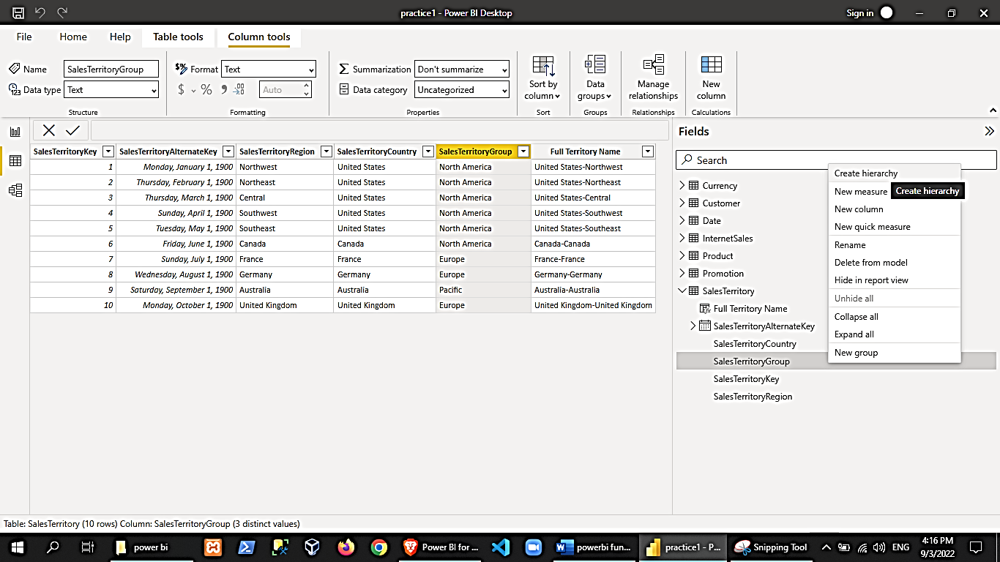 practice1 - Power BI Desktop
Sign in
File Home Help Table tools Column tools
Name SalesTerritoryGroup
Data type Text
Structure
Format Text
$ % 9 .00 Auto
Formatting
Summarization Don't summarize
Data category Uncategorized
Properties
Sort by column
Sort
Data groups
Groups
Manage relationships
Relationships
New column
Calculations
SalesTerritoryKey SalesTerritoryAlternateKey SalesTerritoryRegion SalesTerritoryCountry SalesTerritoryGroup Full Territory Name
1 Monday, January 1, 1900 Northwest United States North America United States-Northwest
2 Thursday, February 1, 1900 Northeast United States North America United States-Northeast
3 Thursday, March 1, 1900 Central United States North America United States-Central
4 Sunday, April 1, 1900 Southwest United States North America United States-Southwest
5 Tuesday, May 1, 1900 Southeast United States North America United States-Southeast
6 Friday, June 1, 1900 Canada Canada North America Canada-Canada
7 Sunday, July 1, 1900 France France Europe France-France
8 Wednesday, August 1, 1900 Germany Germany Europe Germany-Germany
9 Saturday, September 1, 1900 Australia Australia Pacific Australia-Australia
10 Monday, October 1, 1900 United Kingdom United Kingdom Europe United Kingdom-United Kingdom
Fields
Search
Currency
Customer
Date
InternetSales
Product
Promotion
SalesTerritory
Full Territory Name
SalesTerritoryAlternateKey
SalesTerritoryCountry
SalesTerritoryGroup
SalesTerritoryKey
SalesTerritoryRegion
Create hierarchy
New measure
Create hierarchy
New column
New quick measure
Rename
Delete from model
Hide in report view
Unhide all
Collapse all
Expand all
New group
Table: SalesTerritory (10 rows) Column: SalesTerritoryGroup (3 distinct values)
power bi
Power BI for ...
powerbi fun...
practice1 - P...
Snipping Tool
ENG
4:16 PM
9/3/2022